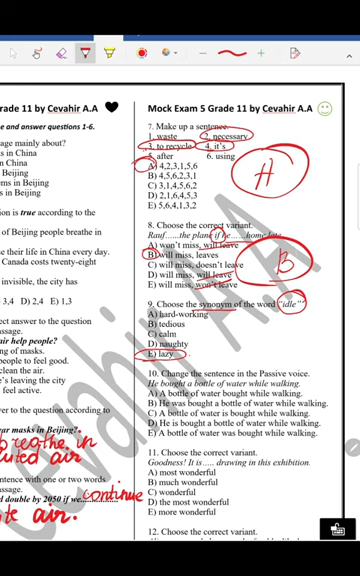 rade 11 by Cevahir A.A
e and answer questions 1-6.
age mainly about?
ns in China
n China
Beijing
ems in Beijing
s in Beijing
tion is true according to the
of Beijing people breathe in
se their life in China every day.
Canada costs twenty-eight
invisible, the city has
3,4 D) 2,4 E) 1,3
ect answer to the question
assage.
air help people?
ng of masks.
people to feel good.
clean the air.
e's leaving the city
feel active.
wer to the question according to
ar masks in Beijing?
breathe in
uted air
entence with one or two words
ssage.
d double by 2050 if we
continue
te air.
Mock Exam 5 Grade 11 by Cevahir A.A
7. Make up a sentence.
1. waste 2. necessary
3. to recycle 4. it's
5. after 6. using
A) 4,2,3,1,5,6
B) 4,5,6,2,3,1
C) 3,1,4,5,6,2
D) 2,1,6,4,5,3
E) 5,6,4,1,3,2
A
8. Choose the correct variant.
Rauf ……the plane if he……home late.
A) won't miss, will leave
B) will miss, leaves
C) will miss, doesn't leave
D) will miss, will leave
E) will miss, won't leave
B
9. Choose the synonym of the word "idle"
A) hard-working
B) tedious
C) calm
D) naughty
E) lazy
10. Change the sentence in the Passive voice.
He bought a bottle of water while walking.
A) A bottle of water bought while walking.
B) He was bought a bottle of water while walking.
C) A bottle of water is bought while walking.
D) He is bought a bottle of water while walking.
E) A bottle of water was bought while walking.
11. Choose the correct variant.
Goodness! It is ….. drawing in this exhibition.
A) most wonderful
B) much wonderful
C) wonderful
D) the most wonderful
E) more wonderful
12. Choose the correct variant.
Cevahir A.A